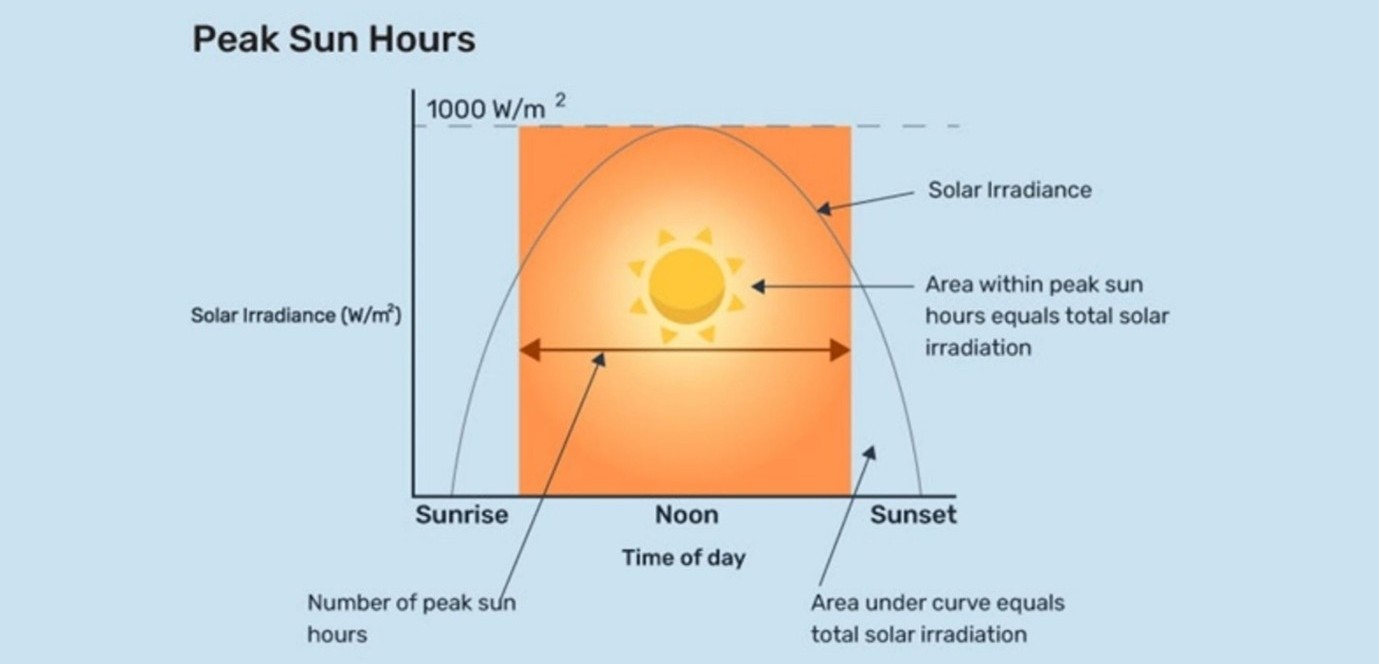 Peak Sun Hours
1000 W/m ²
Solar Irradiance
Area within peak sun
hours equals total solar
irradiation
Solar Irradiance (W/m²)
Sunrise
Noon
Sunset
Time of day
Number of peak sun
hours
Area under curve equals
total solar irradiation